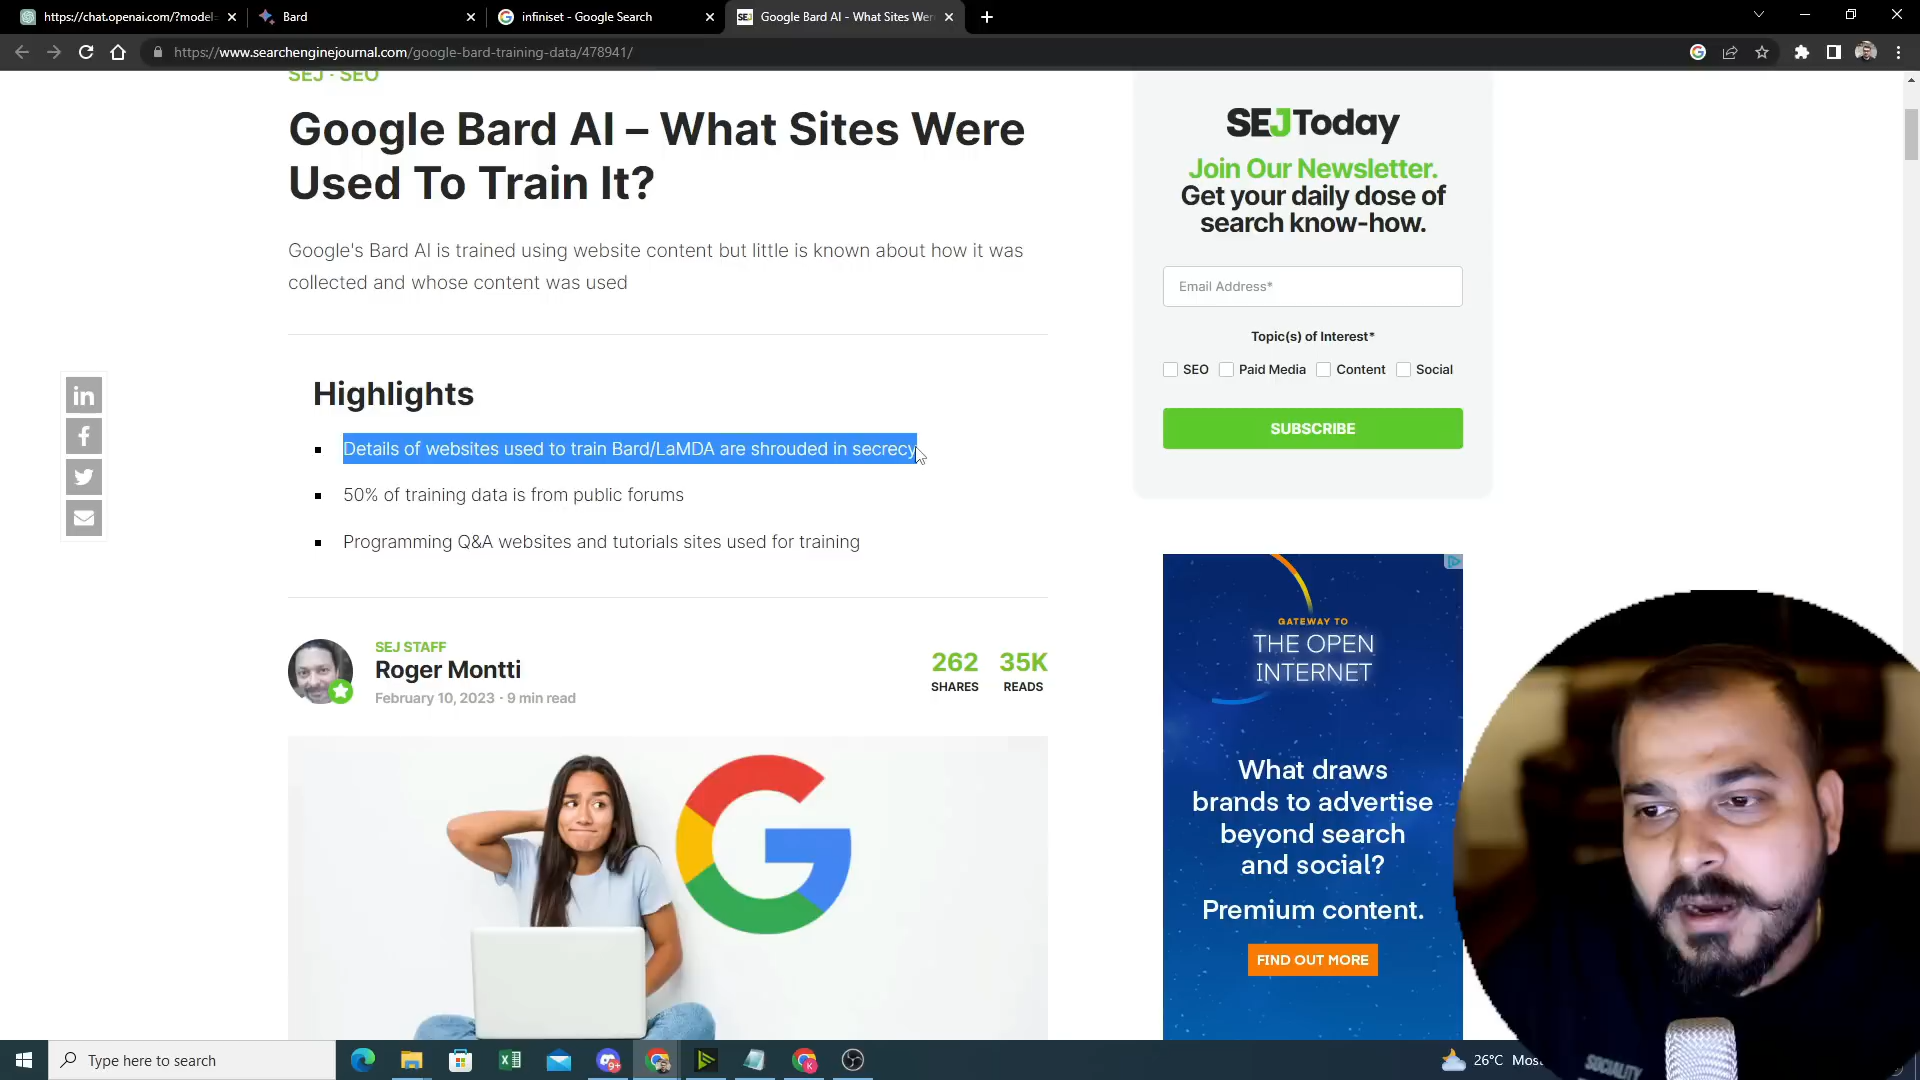 https://chat.openai.com/?model=
Bard
infiniset - Google Search
SEJ
Google Bard AI - What Sites Wer
https://www.searchenginejournal.com/google-bard-training-data/478941/
SEJ · SEO
Google Bard AI – What Sites Were
Used To Train It?
Google's Bard AI is trained using website content but little is known about how it was
collected and whose content was used
Highlights
Details of websites used to train Bard/LaMDA are shrouded in secrecy
50% of training data is from public forums
Programming Q&A websites and tutorials sites used for training
SEJ STAFF
Roger Montti
February 10, 2023 · 9 min read
262
SHARES
35K
READS
SEJToday
Join Our Newsletter.
Get your daily dose of
search know-how.
Email Address*
Topic(s) of Interest*
SEO
Paid Media
Content
Social
SUBSCRIBE
GATEWAY TO
THE OPEN
INTERNET
What draws
brands to advertise
beyond search
and social?
Premium content.
FIND OUT MORE
SOCIALITY
Type here to search
9+
K
26°C Most